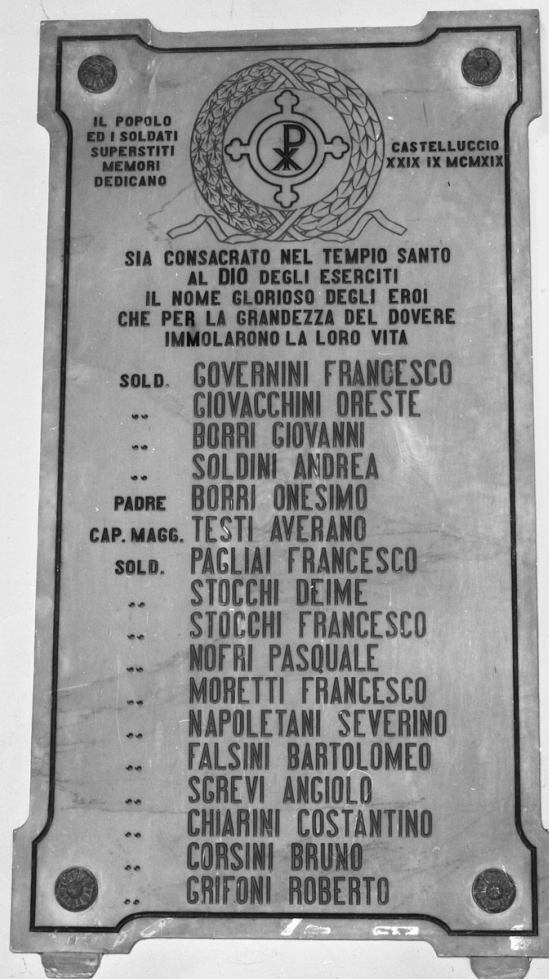 IL POPOLO
ED I SOLDATI
SUPERSTITI
MEMORI
DEDICANO
CASTELLUCCIO
XXIX IX MCMXIX
SIA CONSACRATO NEL TEMPIO SANTO
AL DIO DEGLI ESERCITI
IL NOME GLORIOSO DEGLI EROI
CHE PER LA GRANDEZZA DEL DOVERE
IMMOLARONO LA LORO VITA
SOLD. GOVERNINI FRANCESCO
„ GIOVACCHINI ORESTE
„ BORRI GIOVANNI
„ SOLDINI ANDREA
PADRE BORRI ONESIMO
CAP. MAGG. TESTI AVERANO
SOLD. PAGLIAI FRANCESCO
„ STOCCHI DEIME
„ STOCCHI FRANCESCO
„ NOFRI PASQUALE
„ MORETTI FRANCESCO
„ NAPOLETANI SEVERINO
„ FALSINI BARTOLOMEO
„ SGREVI ANGIOLO
„ CHIARINI COSTANTINO
„ CORSINI BRUNO
„ GRIFONI ROBERTO